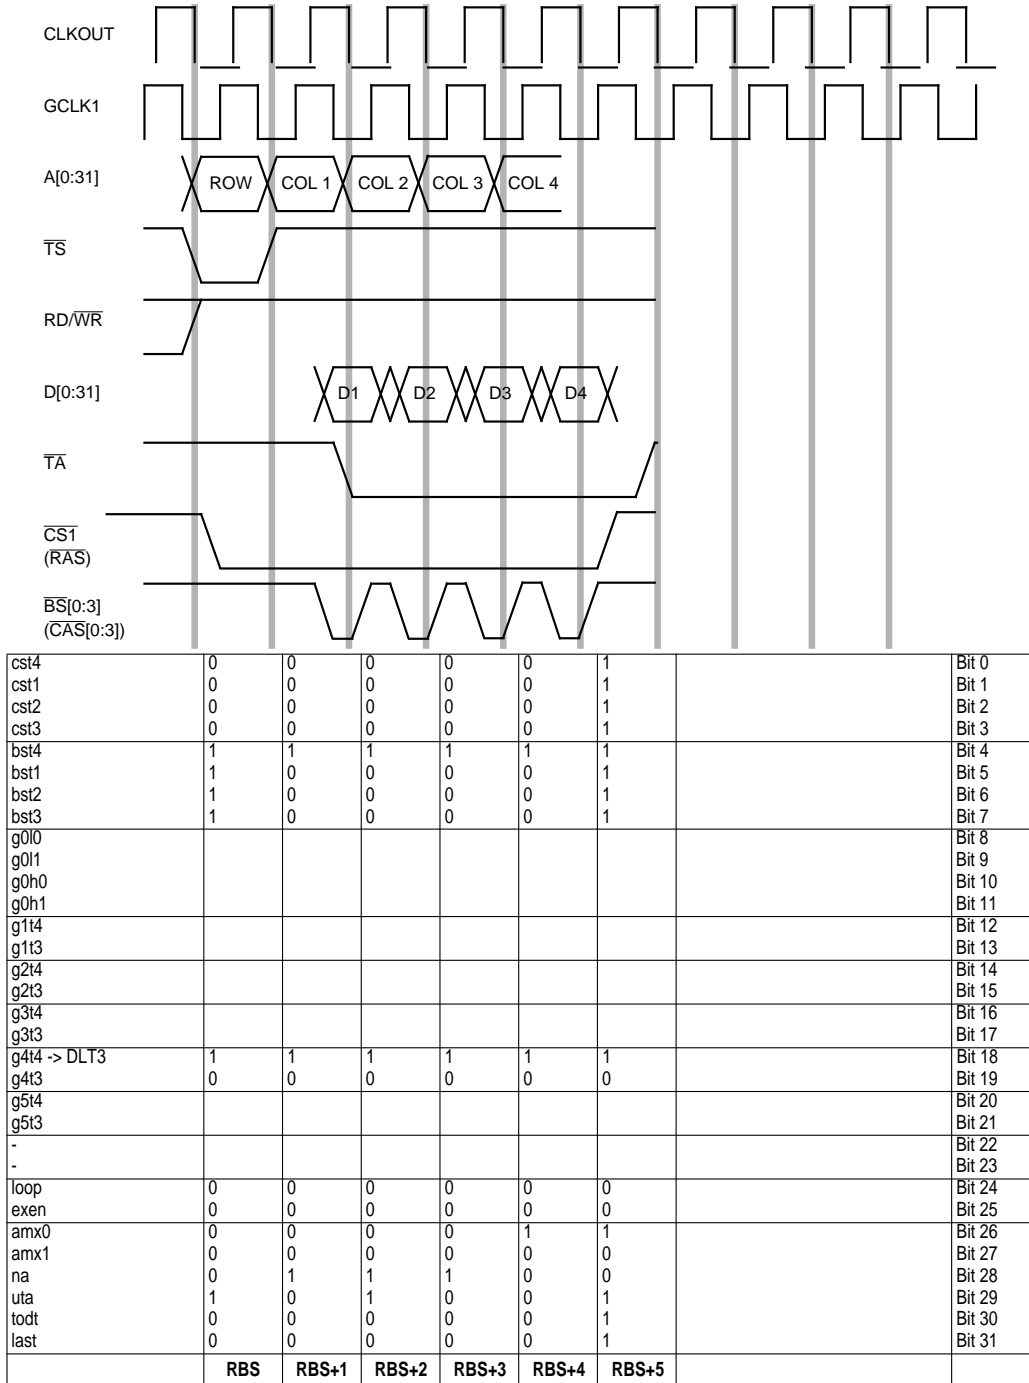 CLKOUT
GCLK1
A[0:31] ROW COL 1 COL 2 COL 3 COL 4
TS
RD/WR
D[0:31] D1 D2 D3 D4
TA
CS1
(RAS)
BS[0:3]
(CAS[0:3])
cst4 0 0 0 0 0 1 Bit 0
cst1 0 0 0 0 0 1 Bit 1
cst2 0 0 0 0 0 1 Bit 2
cst3 0 0 0 0 0 1 Bit 3
bst4 1 1 1 1 1 1 Bit 4
bst1 1 0 0 0 0 1 Bit 5
bst2 1 0 0 0 0 1 Bit 6
bst3 1 0 0 0 0 1 Bit 7
g0l0 Bit 8
g0l1 Bit 9
g0h0 Bit 10
g0h1 Bit 11
g1t4 Bit 12
g1t3 Bit 13
g2t4 Bit 14
g2t3 Bit 15
g3t4 Bit 16
g3t3 Bit 17
g4t4 -> DLT3 1 1 1 1 1 1 Bit 18
g4t3 0 0 0 0 0 0 Bit 19
g5t4 Bit 20
g5t3 Bit 21
- Bit 22
- Bit 23
loop 0 0 0 0 0 0 Bit 24
exen 0 0 0 0 0 0 Bit 25
amx0 0 0 0 0 1 1 Bit 26
amx1 0 0 0 0 0 0 Bit 27
na 0 1 1 1 0 0 Bit 28
uta 1 0 1 0 0 1 Bit 29
todt 0 0 0 0 0 1 Bit 30
last 0 0 0 0 0 1 Bit 31
RBS RBS+1 RBS+2 RBS+3 RBS+4 RBS+5